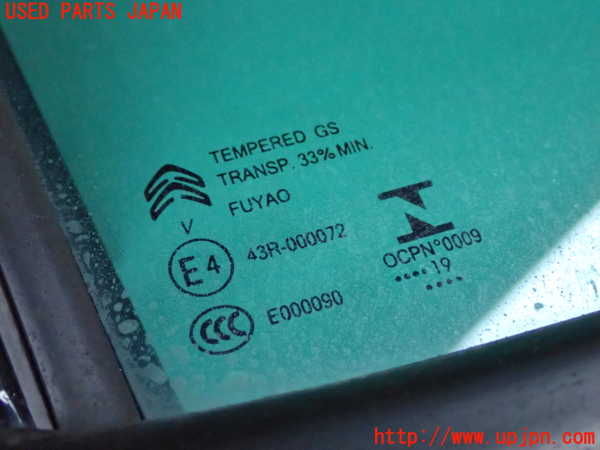 USED PARTS JAPAN
TEMPERED GS
TRANSP. 33% MIN.
FUYAO
V
E4 43R-000072
CCC E000090
OCPN°0009
.... 19
....
http://www.upjpn.com